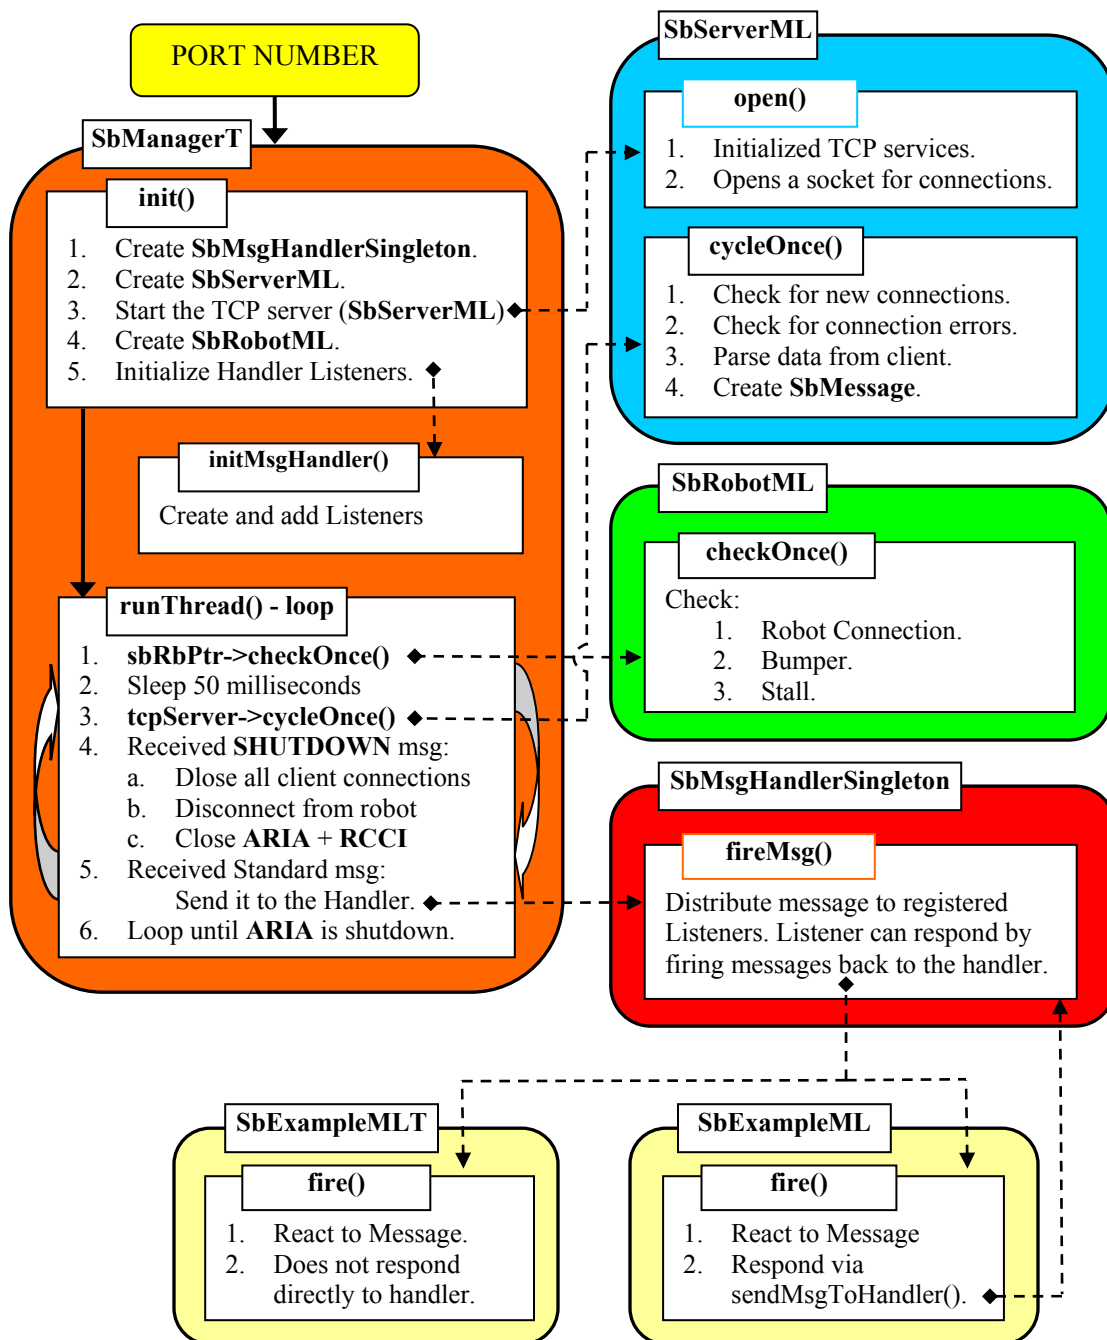 PORT NUMBER
SbManagerT
init()
1. Create SbMsgHandlerSingleton.
2. Create SbServerML.
3. Start the TCP server (SbServerML)
4. Create SbRobotML.
5. Initialize Handler Listeners.
initMsgHandler()
Create and add Listeners
runThread() - loop
1. sbRbPtr->checkOnce()
2. Sleep 50 milliseconds
3. tcpServer->cycleOnce()
4. Received SHUTDOWN msg:
a. Dlose all client connections
b. Disconnect from robot
c. Close ARIA + RCCI
5. Received Standard msg:
Send it to the Handler.
6. Loop until ARIA is shutdown.
SbServerML
open()
1. Initialized TCP services.
2. Opens a socket for connections.
cycleOnce()
1. Check for new connections.
2. Check for connection errors.
3. Parse data from client.
4. Create SbMessage.
SbRobotML
checkOnce()
Check:
1. Robot Connection.
2. Bumper.
3. Stall.
SbMsgHandlerSingleton
fireMsg()
Distribute message to registered
Listeners. Listener can respond by
firing messages back to the handler.
SbExampleMLT
fire()
1. React to Message.
2. Does not respond
directly to handler.
SbExampleML
fire()
1. React to Message
2. Respond via
sendMsgToHandler().